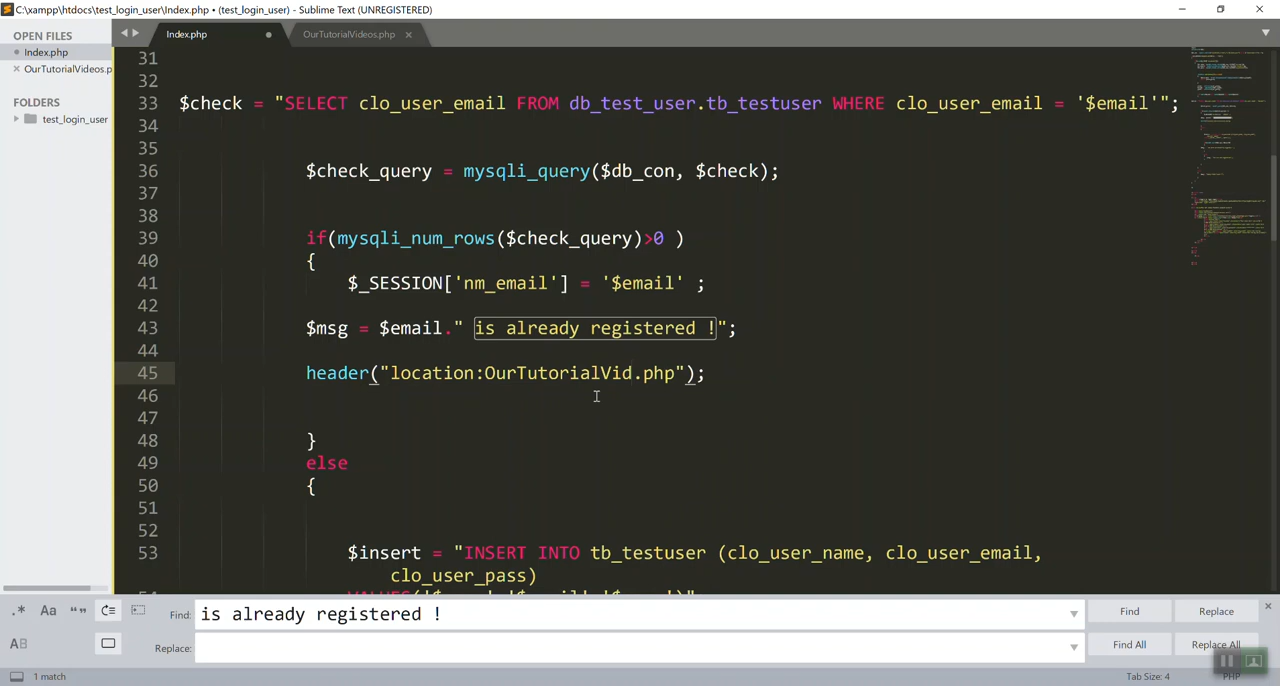 C:\xampp\htdocs\test_login_user\Index.php • (test_login_user) - Sublime Text (UNREGISTERED)
OPEN FILES
Index.php
OurTutorialVideos.p
FOLDERS
test_login_user
Index.php
OurTutorialVideos.php
31
32
33 $check = "SELECT clo_user_email FROM db_test_user.tb_testuser WHERE clo_user_email = '$email'";
34
35
36 $check_query = mysqli_query($db_con, $check);
37
38
39 if(mysqli_num_rows($check_query)>0 )
40 {
41 $_SESSION['nm_email'] = '$email' ;
42
43 $msg = $email." is already registered !";
44
45 header("location:OurTutorialVid.php");
46
47
48 }
49 else
50 {
51
52
53 $insert = "INSERT INTO tb_testuser (clo_user_name, clo_user_email,
clo_user_pass)
Find: is already registered !
Find
Replace
Replace:
Find All
Replace All
1 match
Tab Size: 4
PHP